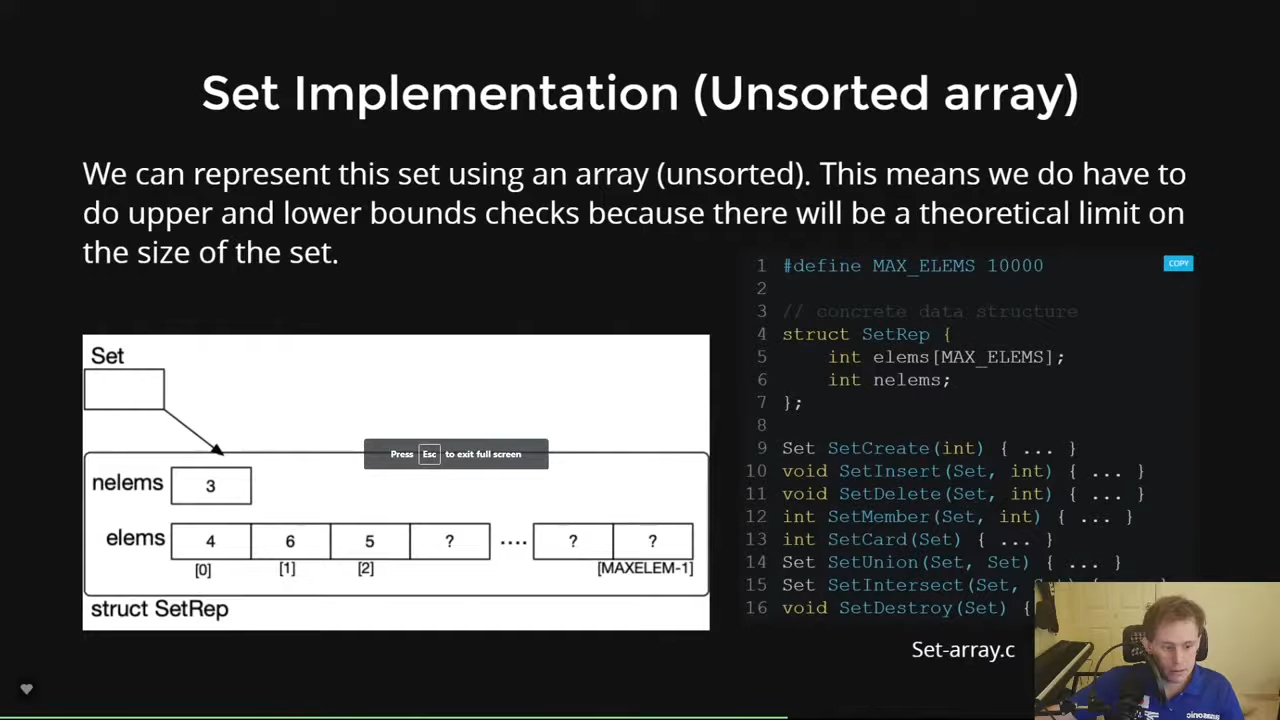 Set Implementation (Unsorted array)
We can represent this set using an array (unsorted). This means we do have to
do upper and lower bounds checks because there will be a theoretical limit on
the size of the set.
Set
nelems 3
elems 4 6 5 ? .... ? ?
[0] [1] [2] [MAXELEM-1]
struct SetRep
Press Esc to exit full screen
COPY
1 #define MAX_ELEMS 10000
2
3 // concrete data structure
4 struct SetRep {
5 int elems[MAX_ELEMS];
6 int nelems;
7 };
8
9 Set SetCreate(int) { ... }
10 void SetInsert(Set, int) { ... }
11 void SetDelete(Set, int) { ... }
12 int SetMember(Set, int) { ... }
13 int SetCard(Set) { ... }
14 Set SetUnion(Set, Set) { ... }
15 Set SetIntersect(Set,
16 void SetDestroy(Set) {
Set-array.c